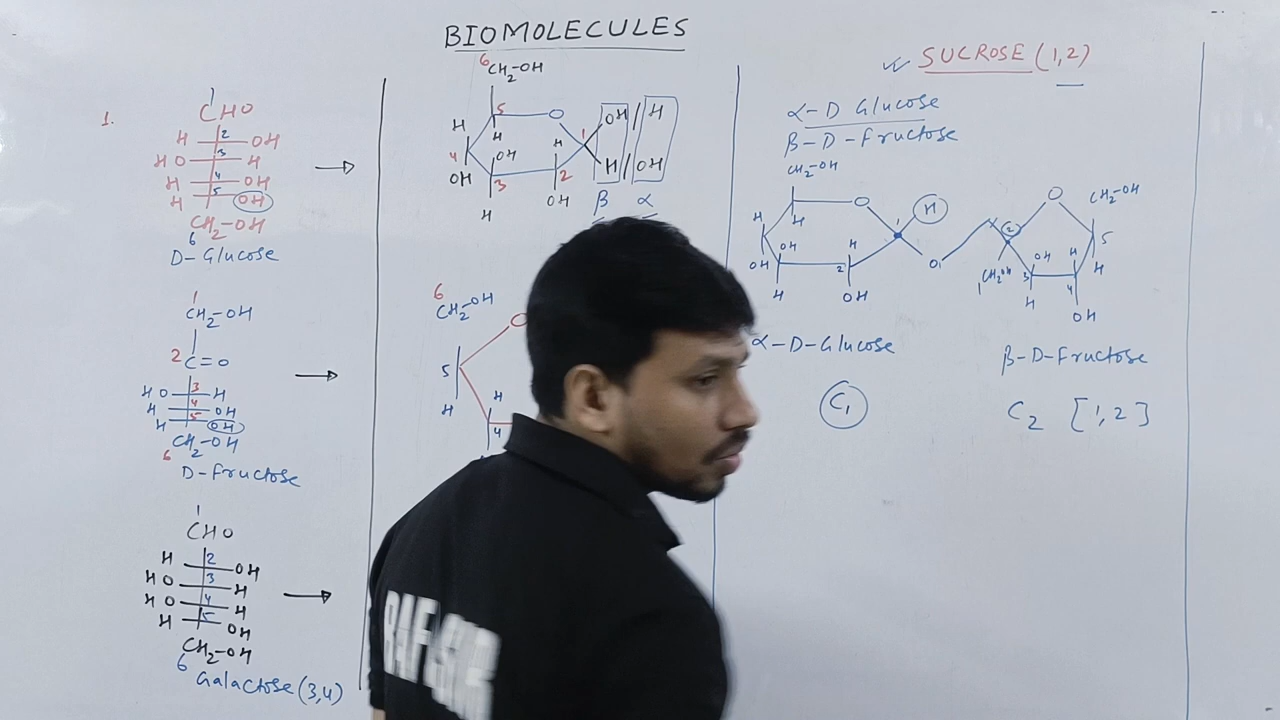 BIOMOLECULES
1.
1
CHO
H 2 OH
HO 3 H
H 4 OH
H 5 OH
CH2-OH
6
D-Glucose
1
CH2-OH
2 C=O
HO 3 H
H 4 OH
H 5 OH
CH2-OH
6
D-Fructose
1
CHO
H 2 OH
HO 3 H
HO 4 H
H 5 OH
CH2-OH
6
Galactose (3,4)
6
CH2-OH
5 O OH / H
H H H 1
4 OH H / OH
OH 3 2
H OH β α
6
CH2-OH O
5
H H
4
✓ SUCROSE (1,2)
α-D Glucose
β-D-Fructose
CH2-OH
O 1 H O CH2-OH
H H 2 5
OH H O CH2OH OH H H
OH 2 1 3 4
H OH H OH
α-D-Glucose β-D-Fructose
C1 C2 [1,2]